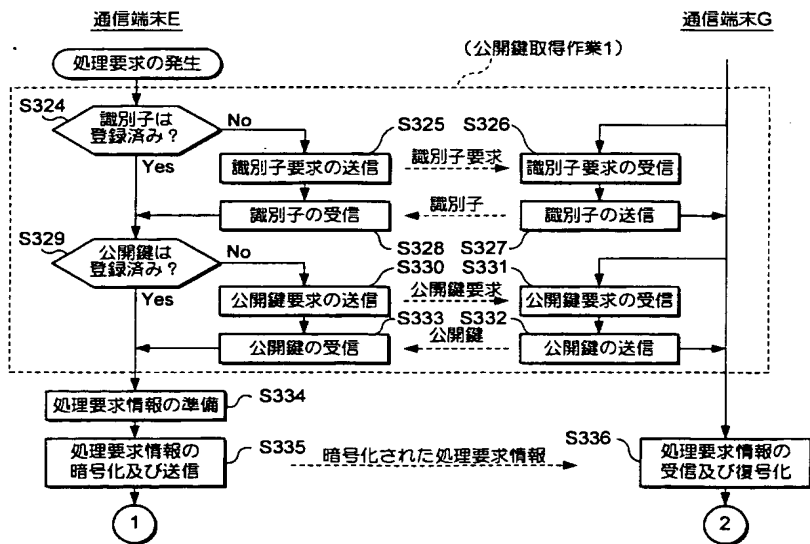 通信端末E
通信端末G
処理要求の発生
(公開鍵取得作業1)
S324
識別子は
登録済み?
No
Yes
S325
S326
識別子要求の送信
識別子要求
識別子要求の受信
識別子の受信
識別子
識別子の送信
S328
S327
S329
公開鍵は
登録済み?
No
Yes
S330
S331
公開鍵要求の送信
公開鍵要求
公開鍵要求の受信
S333
S332
公開鍵の受信
公開鍵
公開鍵の送信
処理要求情報の準備
S334
処理要求情報の
暗号化及び送信
S335
暗号化された処理要求情報
S336
処理要求情報の
受信及び復号化
1
2